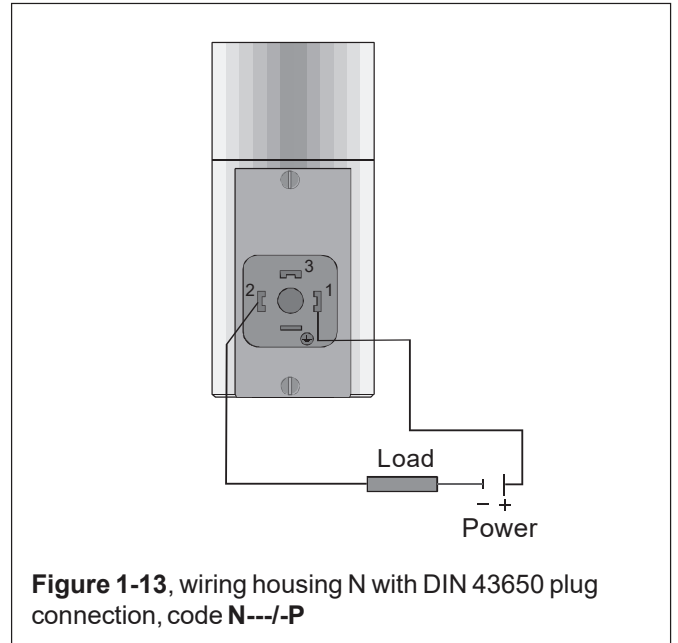 3
2
1
Load
- +
Power
Figure 1-13, wiring housing N with DIN 43650 plug
connection, code N---/-P